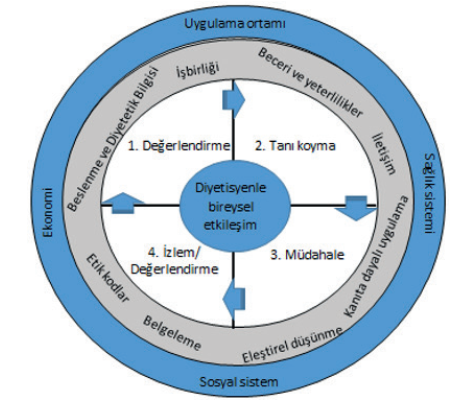 Uygulama ortamı
Beslenme ve Diyetetik Bilgisi
İşbirliği
Beceri ve yeterlilikler
İletişim
Sağlık sistemi
Ekonomi
1. Değerlendirme
2. Tanı koyma
Diyetisyenle
bireysel
etkileşim
4. İzlem/
Değerlendirme
3. Müdahale
Kanıta dayalı uygulama
Etik kodlar
Belgeleme
Eleştirel düşünme
Sosyal sistem